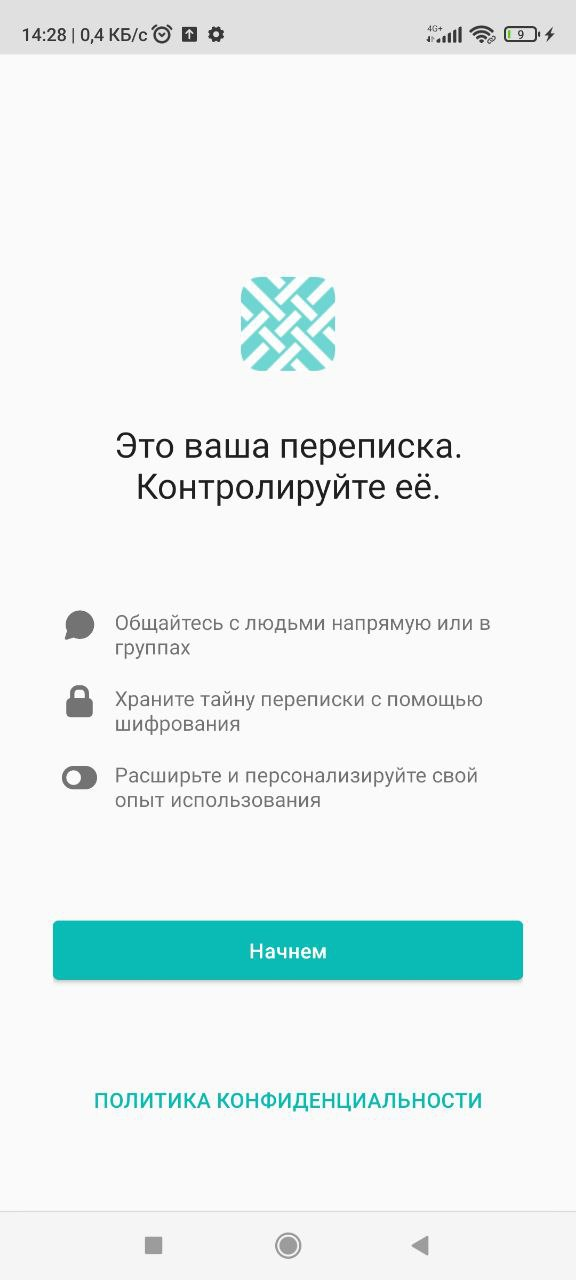 14:28 | 0,4 КБ/с 4G+ 9
Это ваша переписка.
Контролируйте её.
Общайтесь с людьми напрямую или в
группах
Храните тайну переписки с помощью
шифрования
Расширьте и персонализируйте свой
опыт использования
Начнем
ПОЛИТИКА КОНФИДЕНЦИАЛЬНОСТИ